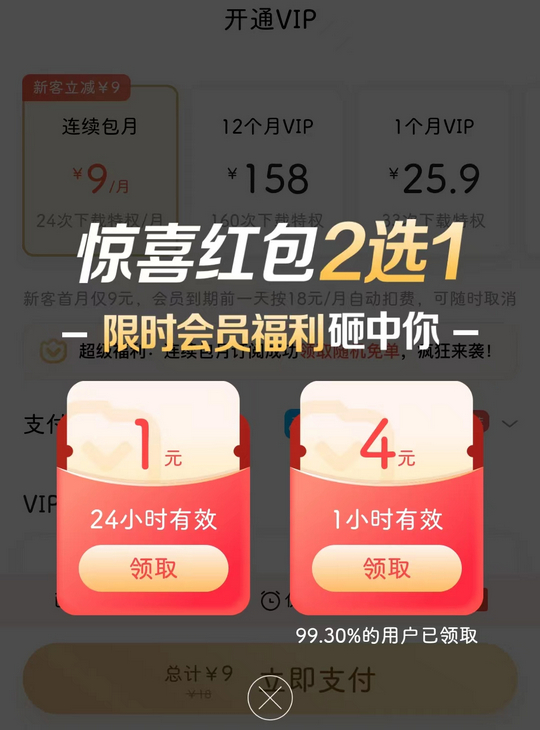 开通VIP
新客立减￥9
连续包月
12个月VIP
1个月VIP
￥9/月
￥158
￥25.9
24次下载特权/月
160次下载特权
32次下载特权
惊喜红包2选1
新客首月仅9元，会员到期前一天按18元/月自动扣费，可随时取消
限时会员福利砸中你
超级福利：连续包月订阅成功领取随机免单，疯狂来袭！
支付
1元
4元
VIP
24小时有效
1小时有效
领取
领取
99.30%的用户已领取
总计￥9
￥18
立即支付